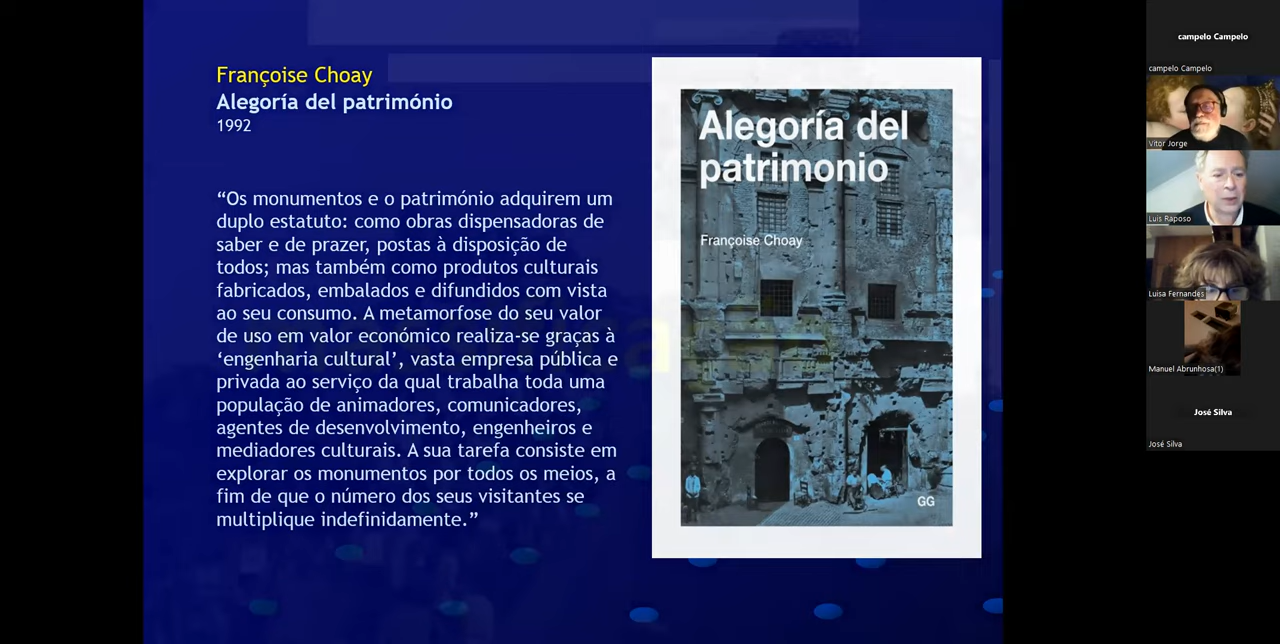 Françoise Choay
Alegoría del património
1992
“Os monumentos e o património adquirem um
duplo estatuto: como obras dispensadoras de
saber e de prazer, postas à disposição de
todos; mas também como produtos culturais
fabricados, embalados e difundidos com vista
ao seu consumo. A metamorfose do seu valor
de uso em valor económico realiza-se graças à
‘engenharia cultural’, vasta empresa pública e
privada ao serviço da qual trabalha toda uma
população de animadores, comunicadores,
agentes de desenvolvimento, engenheiros e
mediadores culturais. A sua tarefa consiste em
explorar os monumentos por todos os meios, a
fim de que o número dos seus visitantes se
multiplique indefinidamente.”
Alegoría del
patrimonio
Françoise Choay
GG
campelo Campelo
campelo Campelo
Vitor Jorge
Luis Raposo
Luisa Fernandes
Manuel Abrunhosa(1)
José Silva
José Silva